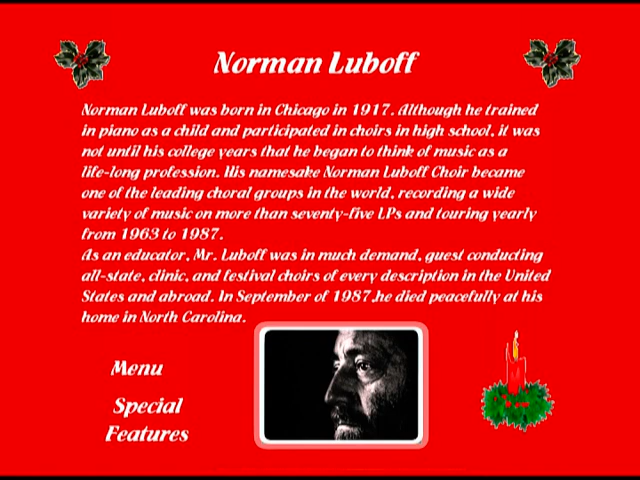 Norman Luboff
Norman Luboff was born in Chicago in 1917. Although he trained
in piano as a child and participated in choirs in high school, it was
not until his college years that he began to think of music as a
life-long profession. His namesake Norman Luboff Choir became
one of the leading choral groups in the world, recording a wide
variety of music on more than seventy-five LPs and touring yearly
from 1963 to 1987.
As an educator, Mr. Luboff was in much demand, guest conducting
all-state, clinic, and festival choirs of every description in the United
States and abroad. In September of 1987,he died peacefully at his
home in North Carolina.
Menu
Special
Features